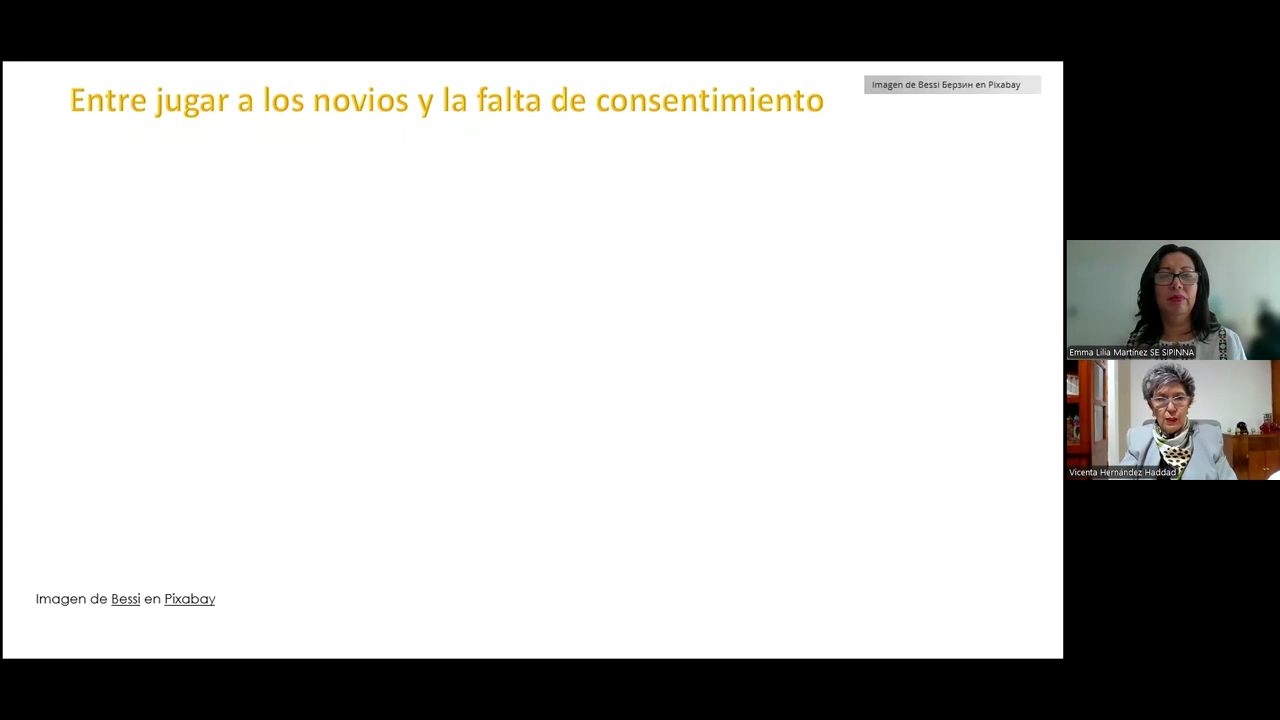 Entre jugar a los novios y la falta de consentimiento
Imagen de Bessi Берзин en Pixabay
Imagen de Bessi en Pixabay
Emma Lilia Martínez SE SIPINNA
Vicenta Hernández Haddad